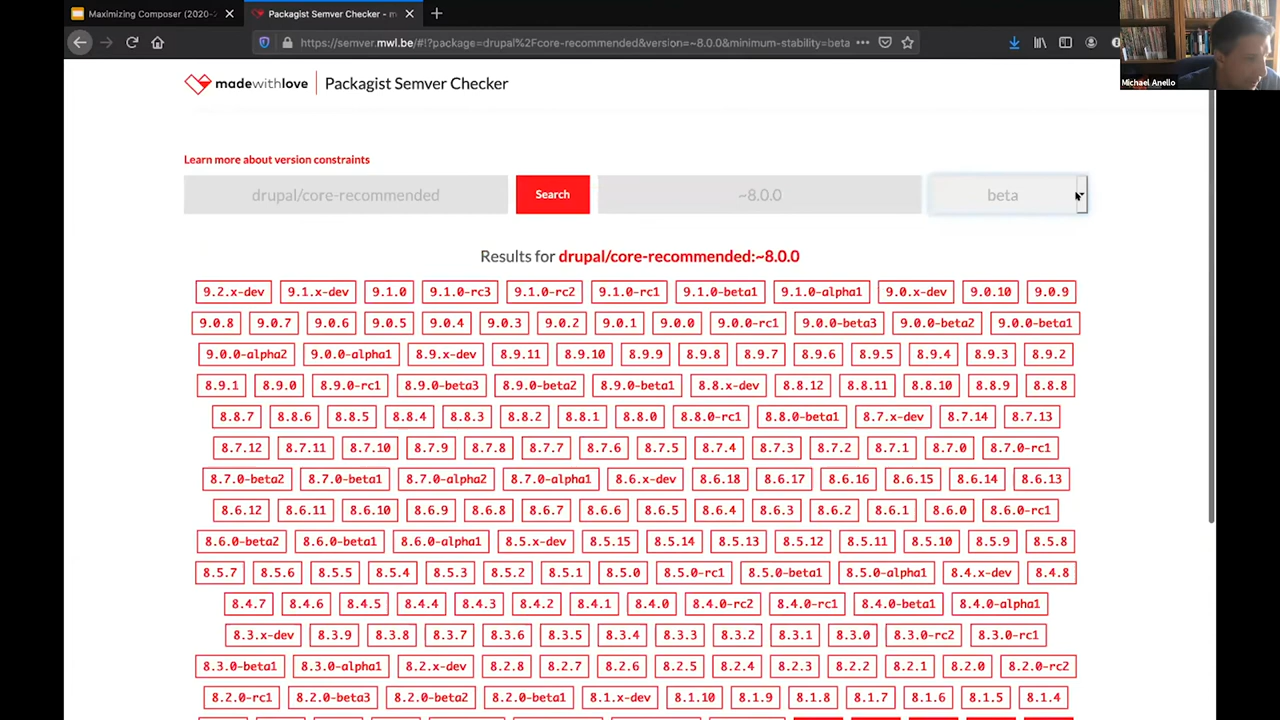 Maximizing Composer (2020-
Packagist Semver Checker - m
https://semver.mwl.be/#!?package=drupal%2Fcore-recommended&version=~8.0.0&minimum-stability=beta
Michael Anello
madewithlove
Packagist Semver Checker
Learn more about version constraints
drupal/core-recommended
Search
~8.0.0
beta
Results for drupal/core-recommended:~8.0.0
9.2.x-dev 9.1.x-dev 9.1.0 9.1.0-rc3 9.1.0-rc2 9.1.0-rc1 9.1.0-beta1 9.1.0-alpha1 9.0.x-dev 9.0.10 9.0.9
9.0.8 9.0.7 9.0.6 9.0.5 9.0.4 9.0.3 9.0.2 9.0.1 9.0.0 9.0.0-rc1 9.0.0-beta3 9.0.0-beta2 9.0.0-beta1
9.0.0-alpha2 9.0.0-alpha1 8.9.x-dev 8.9.11 8.9.10 8.9.9 8.9.8 8.9.7 8.9.6 8.9.5 8.9.4 8.9.3 8.9.2
8.9.1 8.9.0 8.9.0-rc1 8.9.0-beta3 8.9.0-beta2 8.9.0-beta1 8.8.x-dev 8.8.12 8.8.11 8.8.10 8.8.9 8.8.8
8.8.7 8.8.6 8.8.5 8.8.4 8.8.3 8.8.2 8.8.1 8.8.0 8.8.0-rc1 8.8.0-beta1 8.7.x-dev 8.7.14 8.7.13
8.7.12 8.7.11 8.7.10 8.7.9 8.7.8 8.7.7 8.7.6 8.7.5 8.7.4 8.7.3 8.7.2 8.7.1 8.7.0 8.7.0-rc1
8.7.0-beta2 8.7.0-beta1 8.7.0-alpha2 8.7.0-alpha1 8.6.x-dev 8.6.18 8.6.17 8.6.16 8.6.15 8.6.14 8.6.13
8.6.12 8.6.11 8.6.10 8.6.9 8.6.8 8.6.7 8.6.6 8.6.5 8.6.4 8.6.3 8.6.2 8.6.1 8.6.0 8.6.0-rc1
8.6.0-beta2 8.6.0-beta1 8.6.0-alpha1 8.5.x-dev 8.5.15 8.5.14 8.5.13 8.5.12 8.5.11 8.5.10 8.5.9 8.5.8
8.5.7 8.5.6 8.5.5 8.5.4 8.5.3 8.5.2 8.5.1 8.5.0 8.5.0-rc1 8.5.0-beta1 8.5.0-alpha1 8.4.x-dev 8.4.8
8.4.7 8.4.6 8.4.5 8.4.4 8.4.3 8.4.2 8.4.1 8.4.0 8.4.0-rc2 8.4.0-rc1 8.4.0-beta1 8.4.0-alpha1
8.3.x-dev 8.3.9 8.3.8 8.3.7 8.3.6 8.3.5 8.3.4 8.3.3 8.3.2 8.3.1 8.3.0 8.3.0-rc2 8.3.0-rc1
8.3.0-beta1 8.3.0-alpha1 8.2.x-dev 8.2.8 8.2.7 8.2.6 8.2.5 8.2.4 8.2.3 8.2.2 8.2.1 8.2.0 8.2.0-rc2
8.2.0-rc1 8.2.0-beta3 8.2.0-beta2 8.2.0-beta1 8.1.x-dev 8.1.10 8.1.9 8.1.8 8.1.7 8.1.6 8.1.5 8.1.4